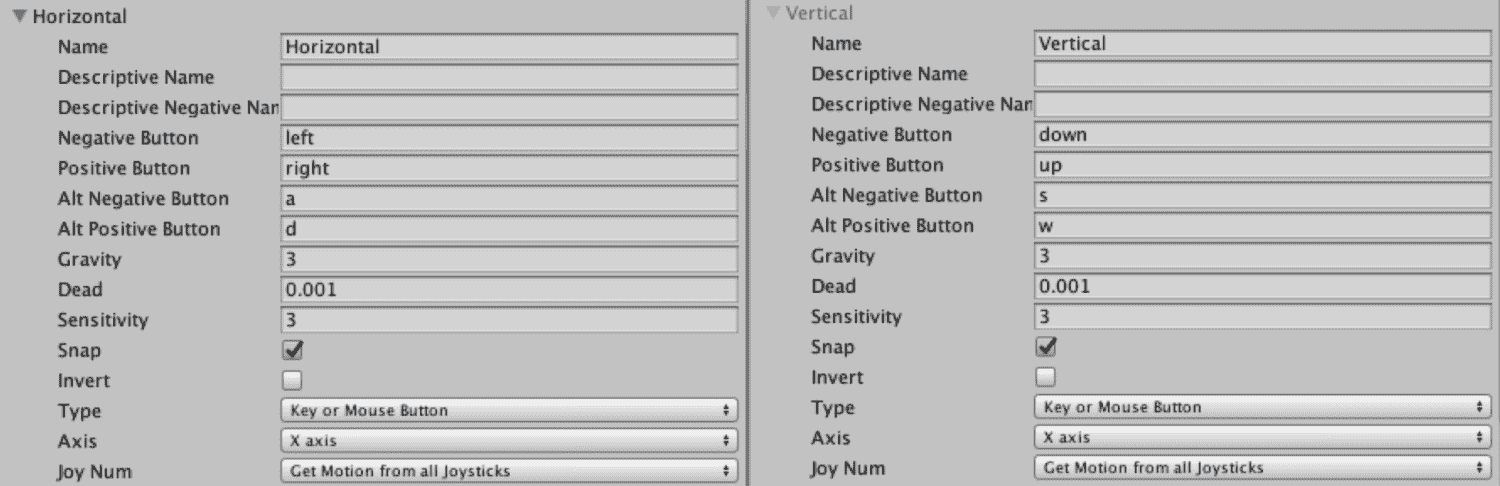 Horizontal
Name Horizontal
Descriptive Name
Descriptive Negative Nan
Negative Button left
Positive Button right
Alt Negative Button a
Alt Positive Button d
Gravity 3
Dead 0.001
Sensitivity 3
Snap
Invert
Type Key or Mouse Button
Axis X axis
Joy Num Get Motion from all Joysticks
Vertical
Name Vertical
Descriptive Name
Descriptive Negative Nan
Negative Button down
Positive Button up
Alt Negative Button s
Alt Positive Button w
Gravity 3
Dead 0.001
Sensitivity 3
Snap
Invert
Type Key or Mouse Button
Axis X axis
Joy Num Get Motion from all Joysticks